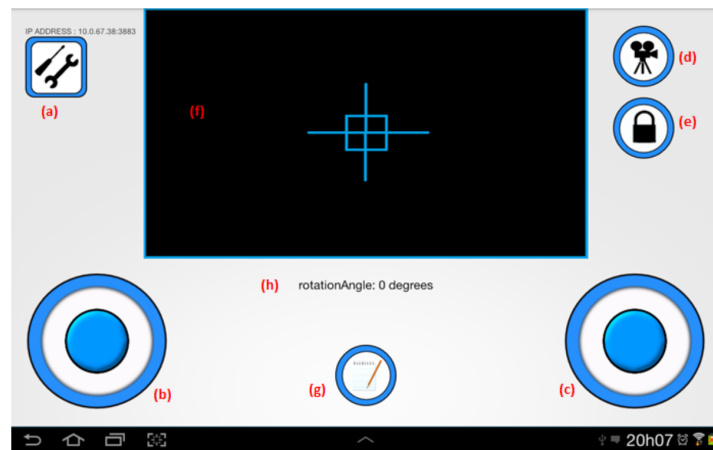 IP ADDRESS : 10.0.67.38:3883
(a)
(d)
(f)
(e)
(h) rotationAngle: 0 degrees
(b)
(g)
(c)
20h07